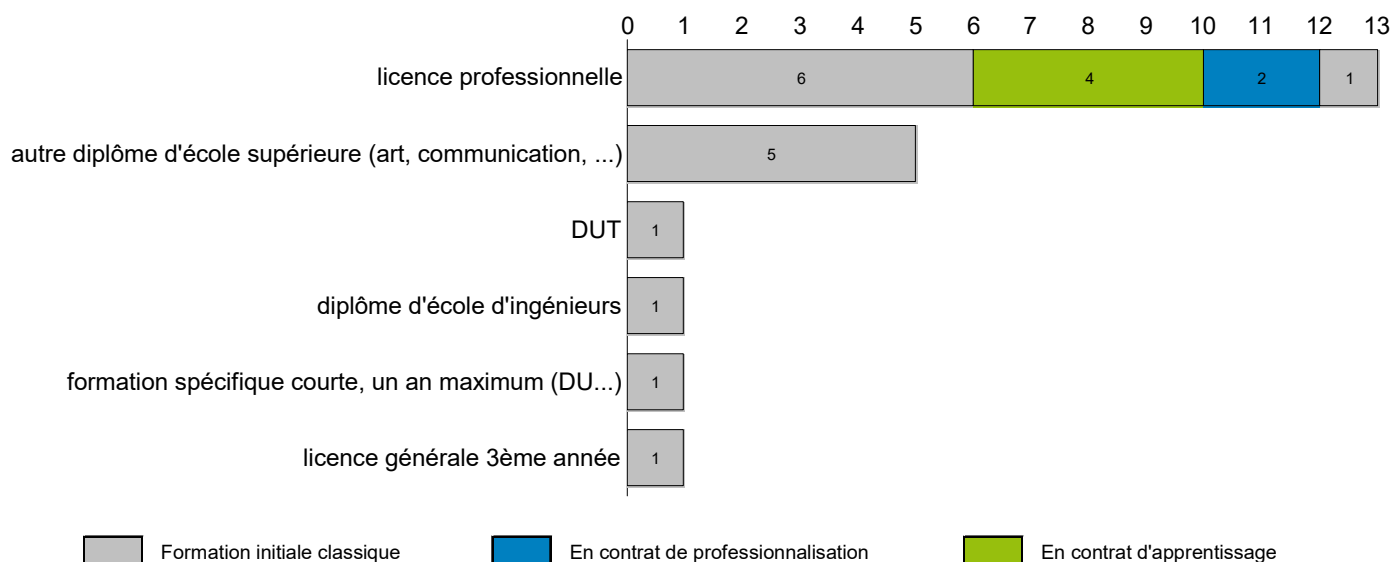 0 1 2 3 4 5 6 7 8 9 10 11 12 13
licence professionnelle 6 4 2 1
autre diplôme d'école supérieure (art, communication, ...) 5
DUT 1
diplôme d'école d'ingénieurs 1
formation spécifique courte, un an maximum (DU...) 1
licence générale 3ème année 1
Formation initiale classique En contrat de professionnalisation En contrat d'apprentissage